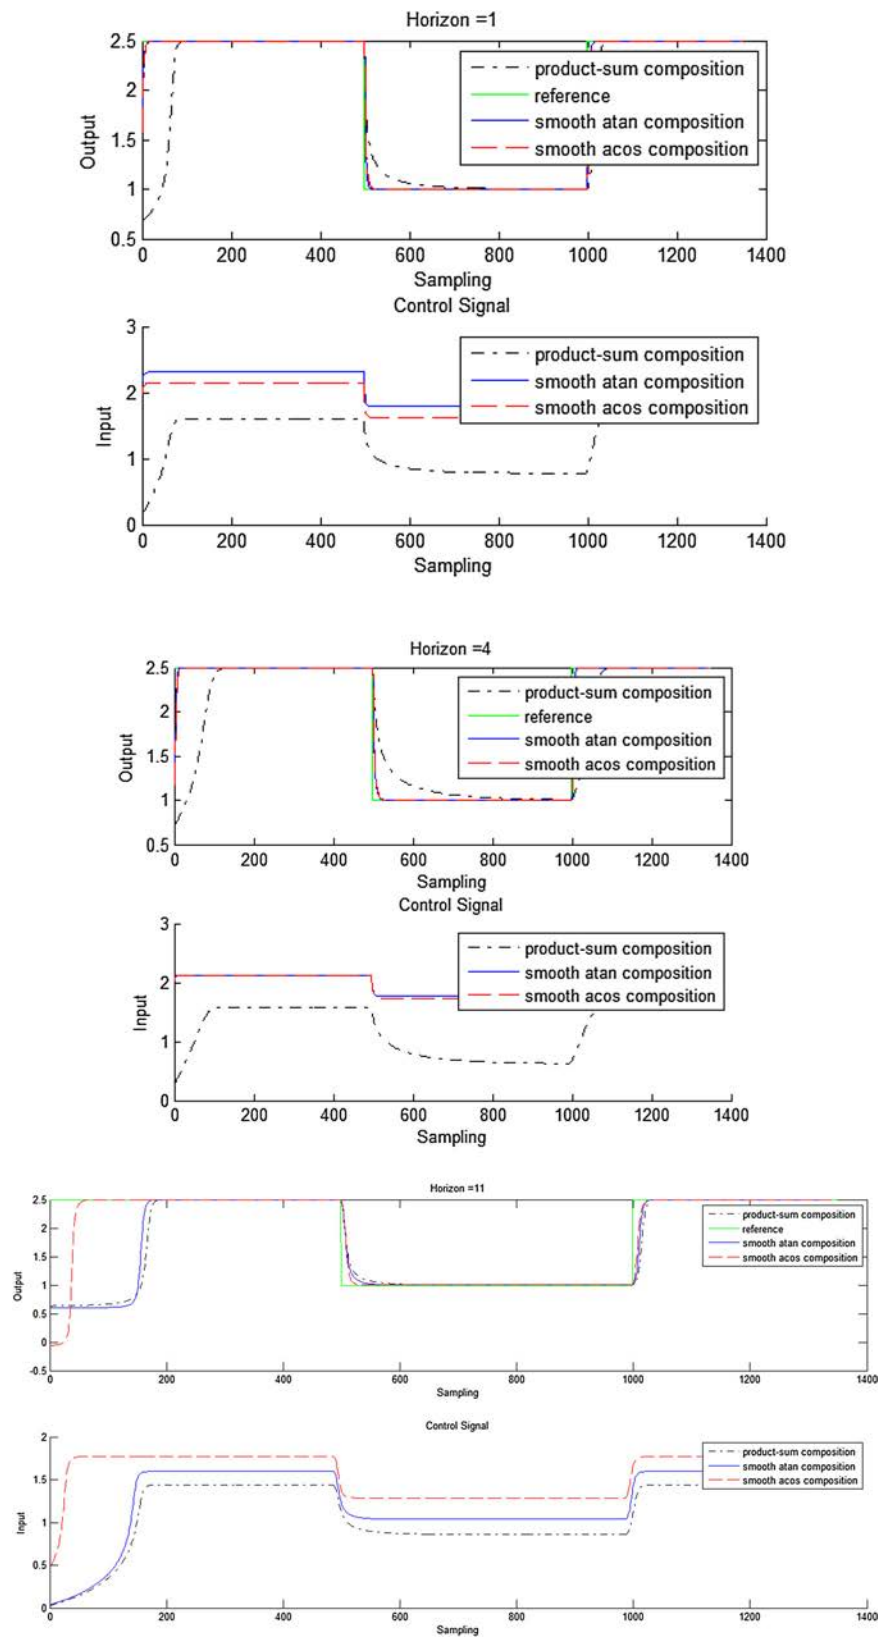 Horizon =1
2.5
2
1.5
1
0.5
Output
product-sum composition
reference
smooth atan composition
smooth acos composition
0 200 400 600 800 1000 1200 1400
Sampling
Control Signal
3
2
1
0
Input
product-sum composition
smooth atan composition
smooth acos composition
0 200 400 600 800 1000 1200 1400
Sampling
Horizon =4
2.5
2
1.5
1
0.5
Output
product-sum composition
reference
smooth atan composition
smooth acos composition
0 200 400 600 800 1000 1200 1400
Sampling
Control Signal
3
2
1
0
Input
product-sum composition
smooth atan composition
smooth acos composition
0 200 400 600 800 1000 1200 1400
Sampling
Horizon =11
2.5
2
1.5
1
0.5
0
-0.5
Output
product-sum composition
reference
smooth atan composition
smooth acos composition
0 200 400 600 800 1000 1200 1400
Sampling
Control Signal
2
1.5
1
0.5
0
Input
product-sum composition
smooth atan composition
smooth acos composition
0 200 400 600 800 1000 1200 1400
Sampling